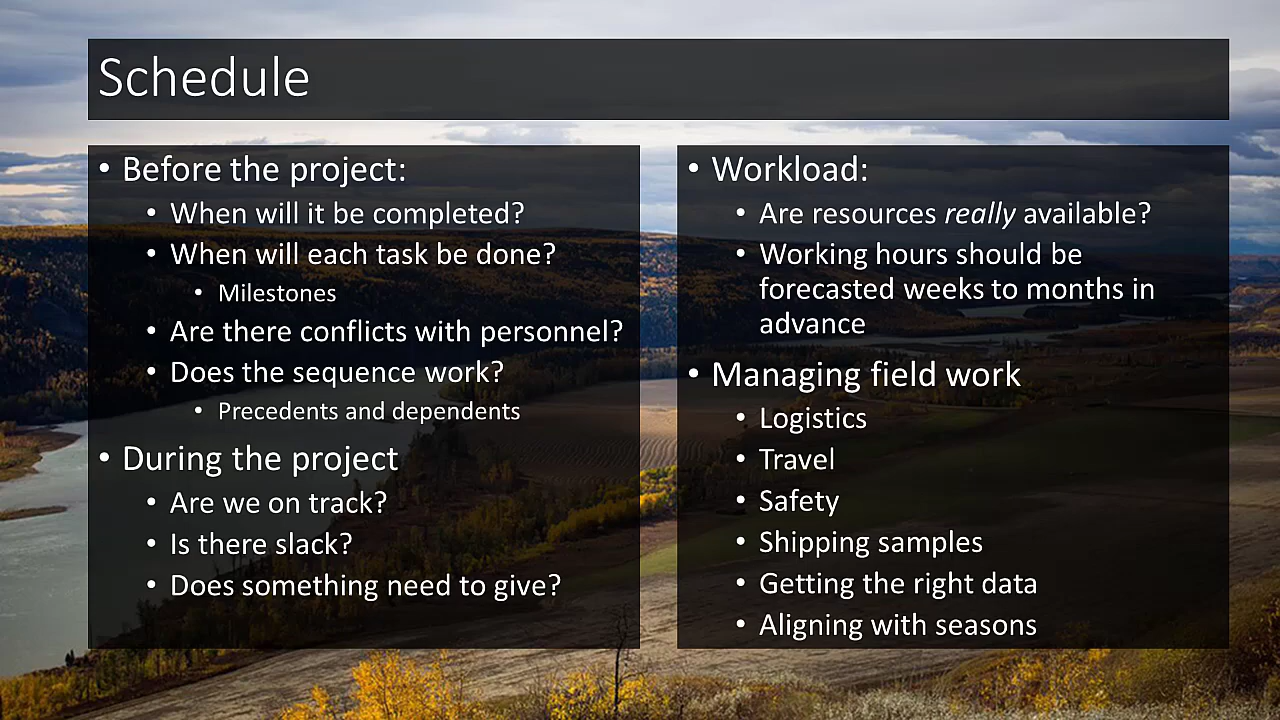 Schedule
• Before the project:
• When will it be completed?
• When will each task be done?
• Milestones
• Are there conflicts with personnel?
• Does the sequence work?
• Precedents and dependents
• During the project
• Are we on track?
• Is there slack?
• Does something need to give?
• Workload:
• Are resources really available?
• Working hours should be
forecasted weeks to months in
advance
• Managing field work
• Logistics
• Travel
• Safety
• Shipping samples
• Getting the right data
• Aligning with seasons